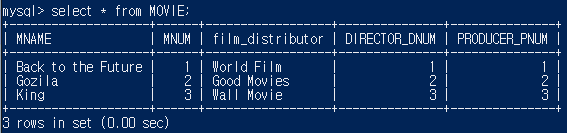 mysql> select * from MOVIE;
| MNAME | MNUM | film_distributor | DIRECTOR_DNUM | PRODUCER_PNUM |
| Back to the Future | 1 | World Film | 1 | 1 |
| Gozila | 2 | Good Movies | 2 | 2 |
| King | 3 | Wall Movie | 3 | 3 |
3 rows in set (0.00 sec)